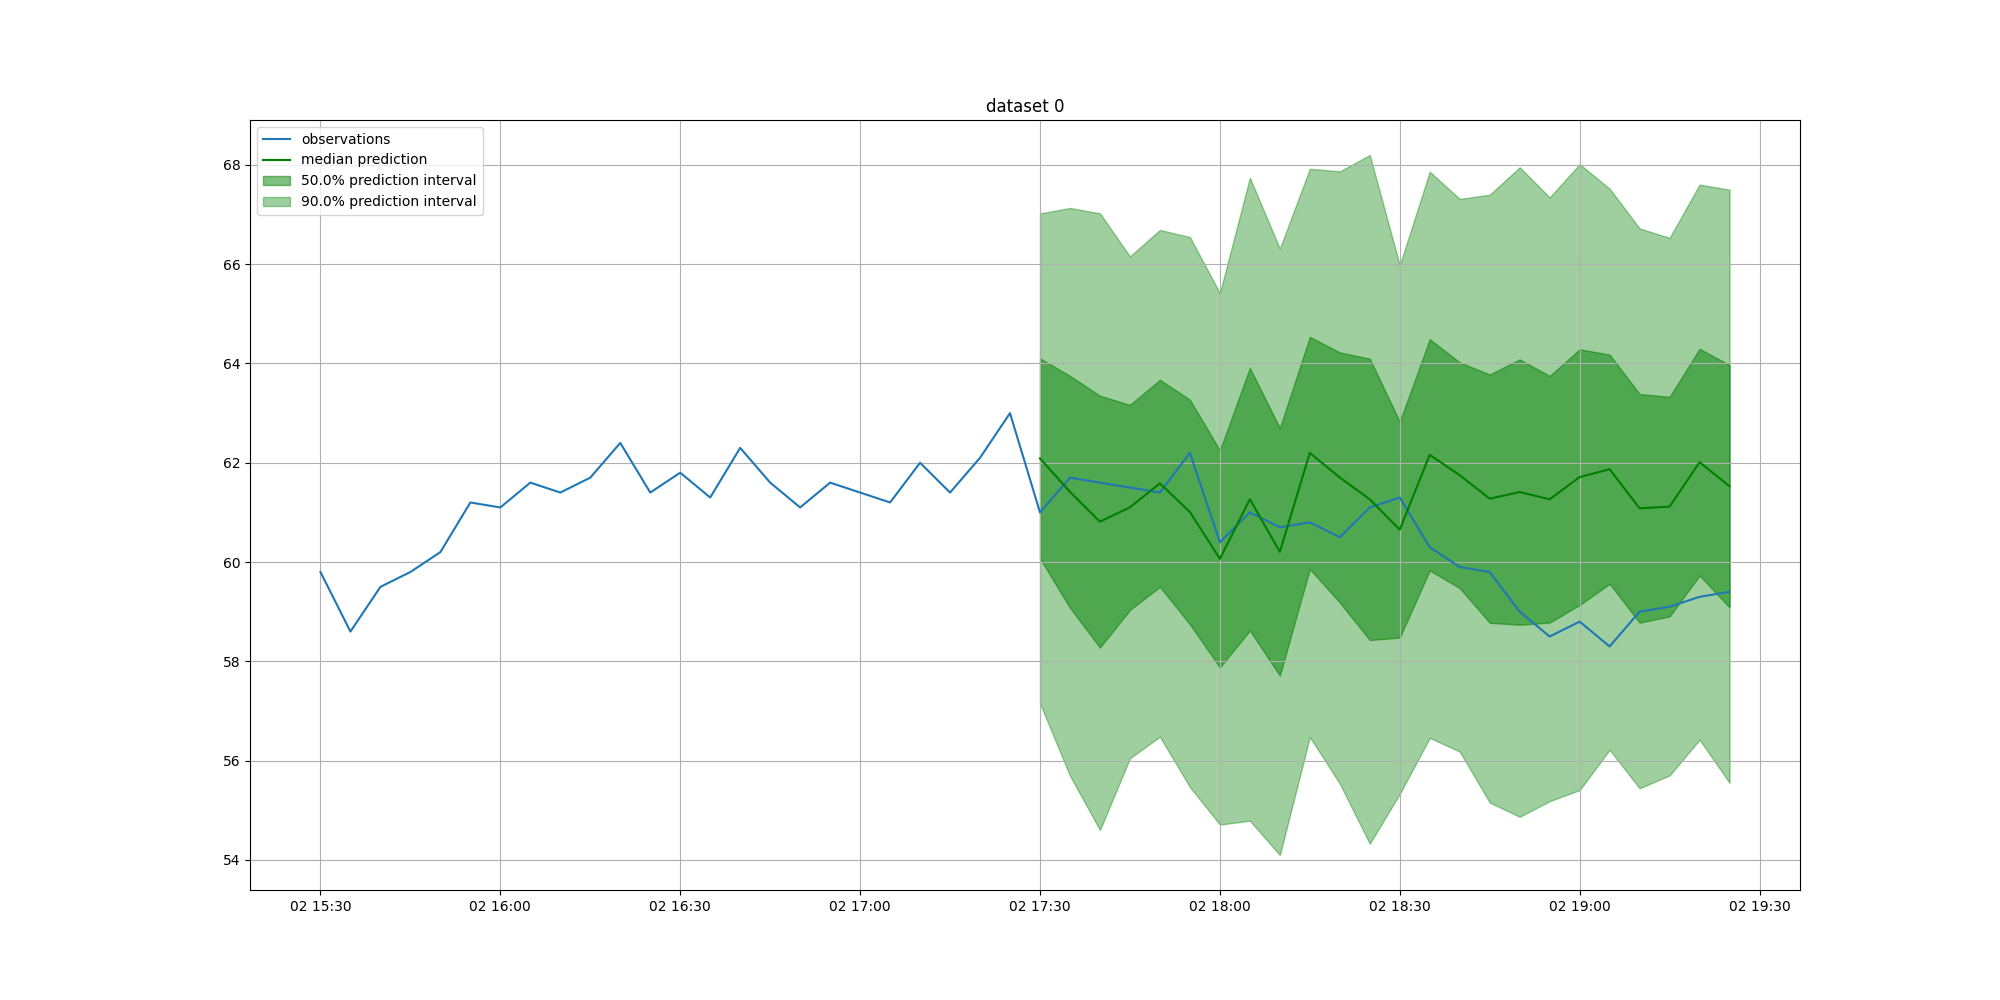 dataset 0
observations
median prediction
50.0% prediction interval
90.0% prediction interval
68
66
64
62
60
58
56
54
02 15:30 02 16:00 02 16:30 02 17:00 02 17:30 02 18:00 02 18:30 02 19:00 02 19:30